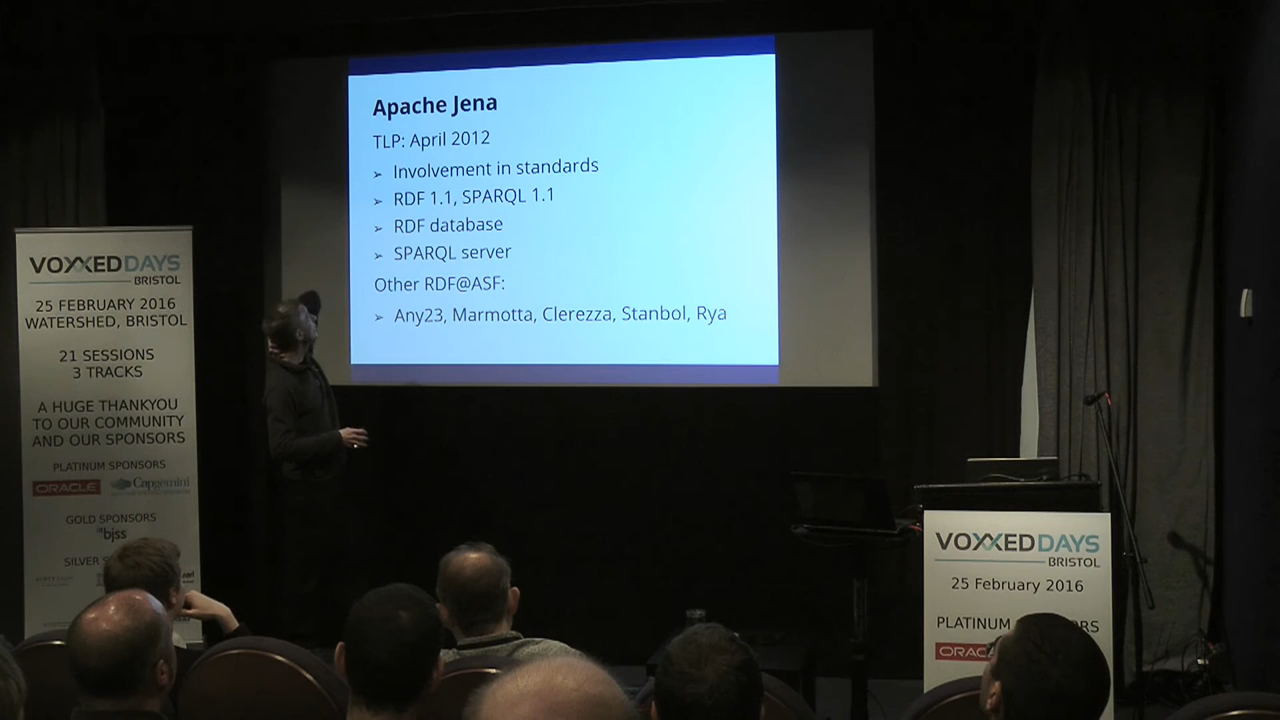 Apache Jena
TLP: April 2012
➢ Involvement in standards
➢ RDF 1.1, SPARQL 1.1
➢ RDF database
➢ SPARQL server
Other RDF@ASF:
➢ Any23, Marmotta, Clerezza, Stanbol, Rya
VOXXED DAYS
BRISTOL
25 FEBRUARY 2016
WATERSHED, BRISTOL
21 SESSIONS
3 TRACKS
A HUGE THANKYOU
TO OUR COMMUNITY
AND OUR SPONSORS
PLATINUM SPONSORS
ORACLE Capgemini
GOLD SPONSORS
bjss
SILVER
VOXXED DAYS
BRISTOL
25 February 2016
PLATINUM